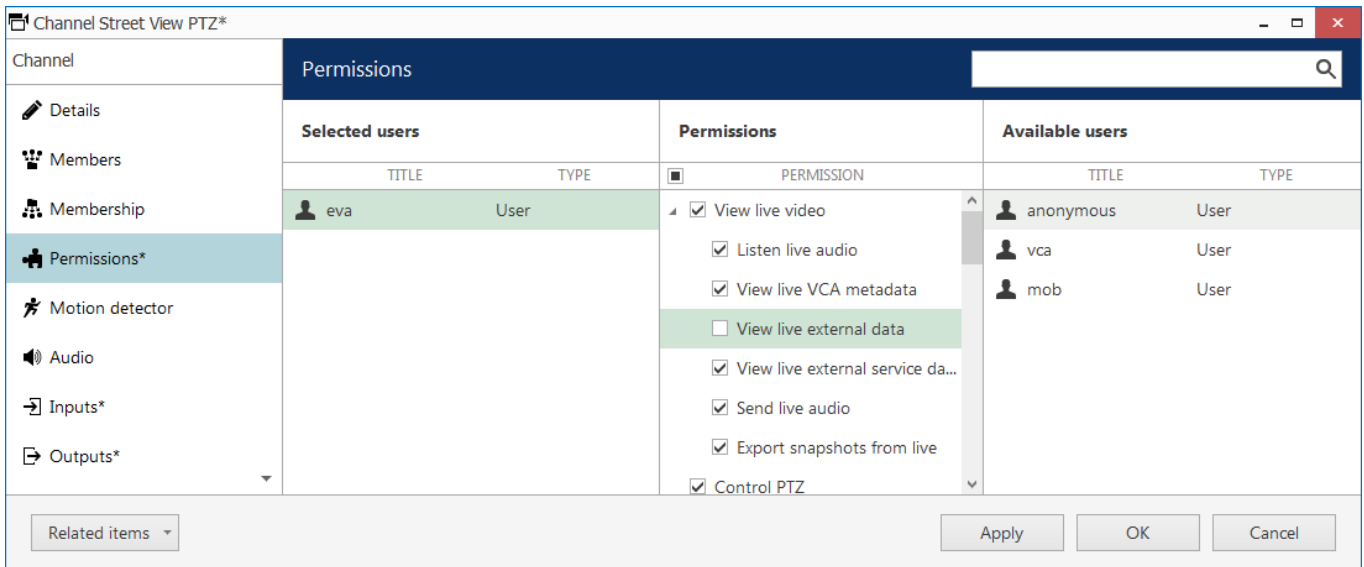 Channel Street View PTZ*
Channel
Permissions
Details
Members
Membership
Permissions*
Motion detector
Audio
Inputs*
Outputs*
Selected users
TITLE TYPE
eva User
Permissions
PERMISSION
View live video
Listen live audio
View live VCA metadata
View live external data
View live external service da...
Send live audio
Export snapshots from live
Control PTZ
Available users
TITLE TYPE
anonymous User
vca User
mob User
Related items
Apply
OK
Cancel